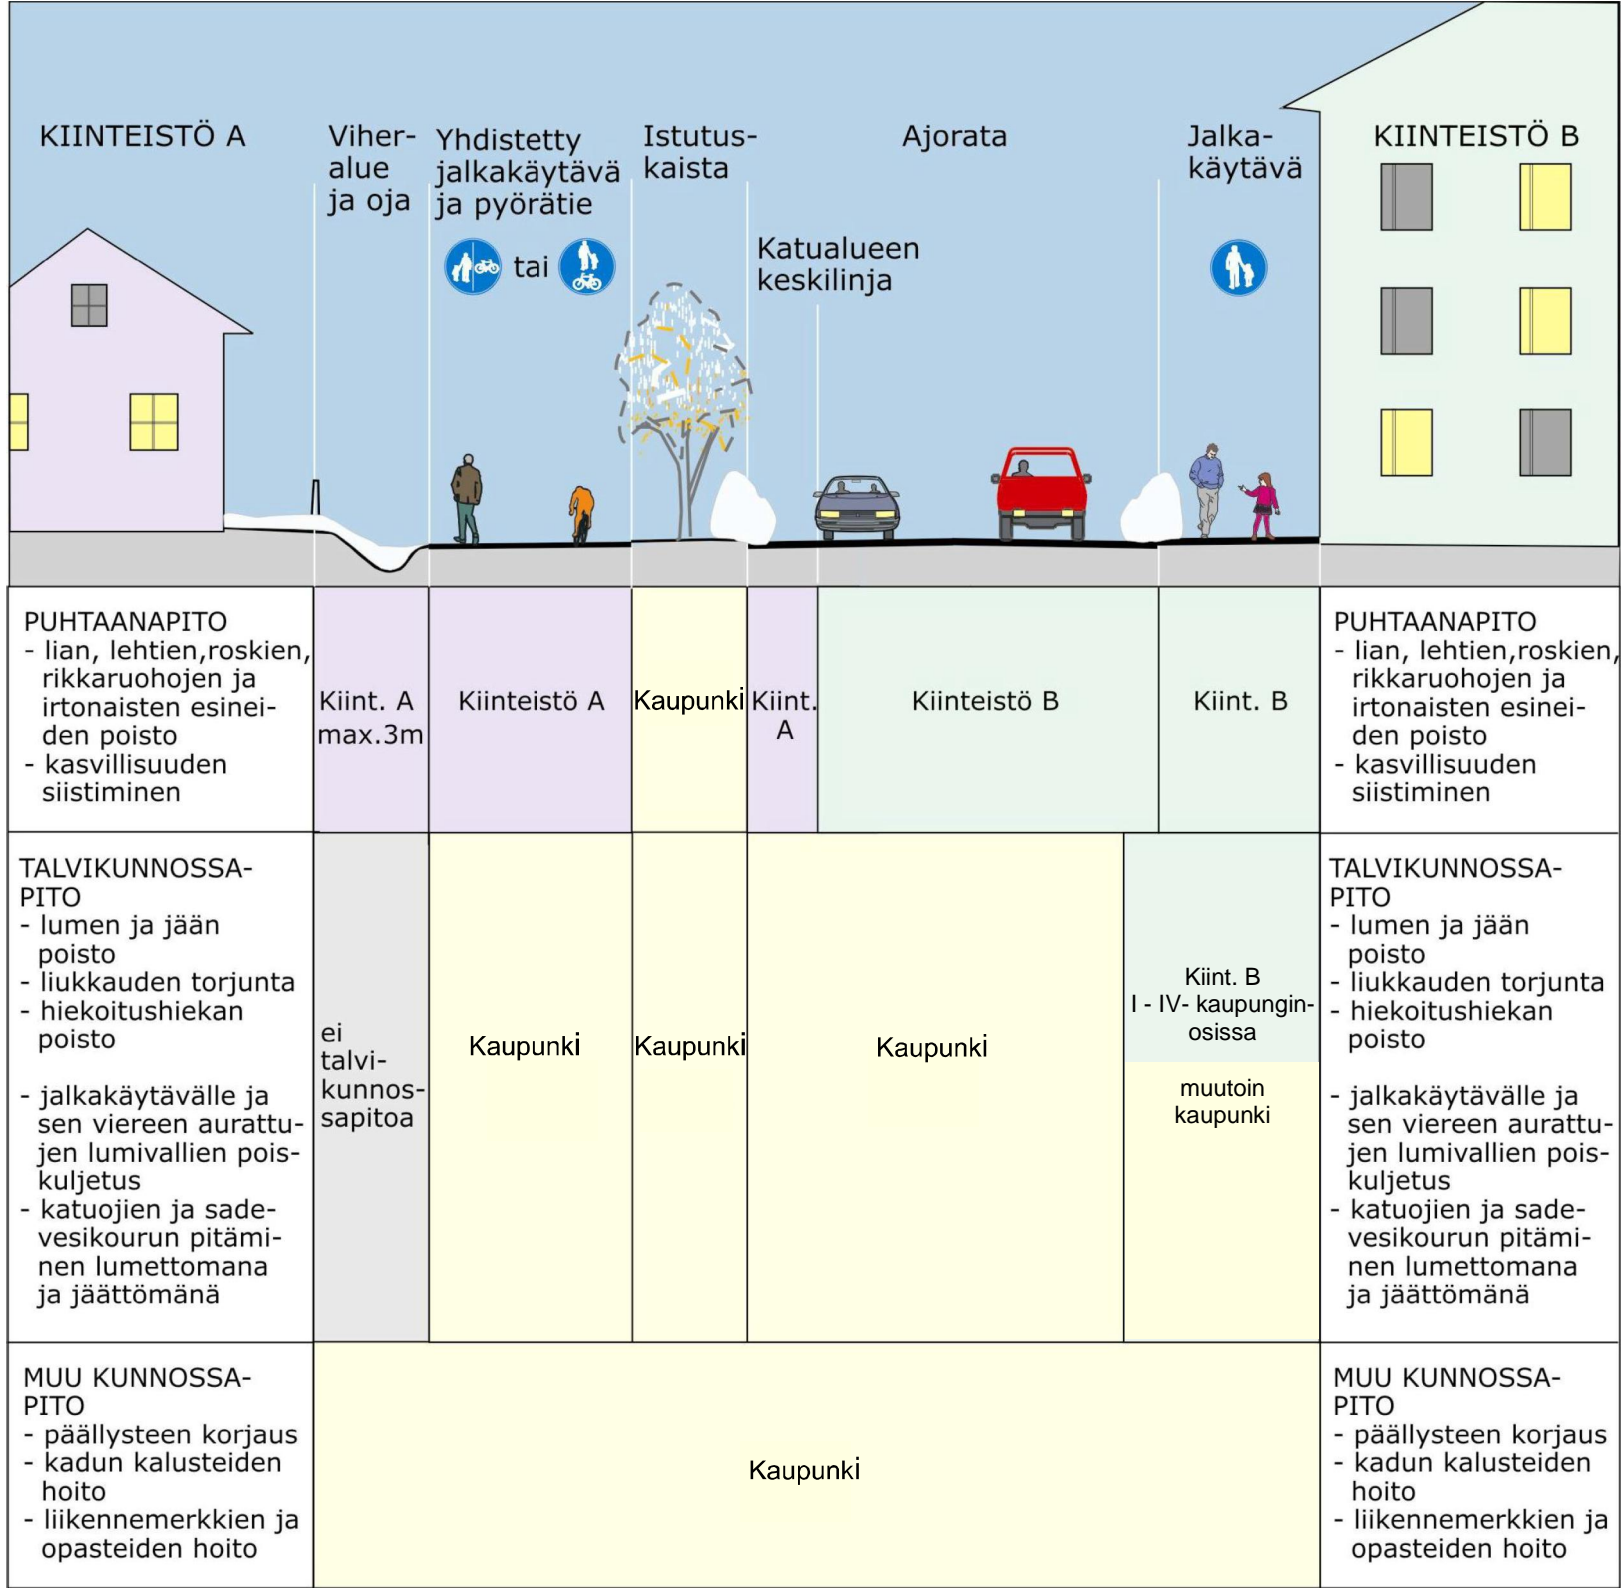 KIINTEISTÖ A
Viher-
alue
ja oja
Yhdistetty
jalkakäytävä
ja pyörätie
tai
Istutus-
kaista
Ajorata
Katualueen
keskilinja
Jalka-
käytävä
KIINTEISTÖ B
PUHTAANAPITO
- lian, lehtien,roskien,
rikkaruohojen ja
irtonaisten esinei-
den poisto
- kasvillisuuden
siistiminen
Kiint. A
max.3m
Kiinteistö A
Kaupunki
Kiint.
A
Kiinteistö B
Kiint. B
PUHTAANAPITO
- lian, lehtien,roskien,
rikkaruohojen ja
irtonaisten esinei-
den poisto
- kasvillisuuden
siistiminen
TALVIKUNNOSSA-
PITO
- lumen ja jään
poisto
- liukkauden torjunta
- hiekoitushiekan
poisto
- jalkakäytävälle ja
sen viereen aurattu-
jen lumivallien pois-
kuljetus
- katuojien ja sade-
vesikourun pitämi-
nen lumettomana
ja jäättömänä
ei
talvi-
kunnos-
sapitoa
Kaupunki
Kaupunki
Kaupunki
Kiint. B
I - IV- kaupungin-
osissa
muutoin
kaupunki
TALVIKUNNOSSA-
PITO
- lumen ja jään
poisto
- liukkauden torjunta
- hiekoitushiekan
poisto
- jalkakäytävälle ja
sen viereen aurattu-
jen lumivallien pois-
kuljetus
- katuojien ja sade-
vesikourun pitämi-
nen lumettomana
ja jäättömänä
MUU KUNNOSSA-
PITO
- päällysteen korjaus
- kadun kalusteiden
hoito
- liikennemerkkien ja
opasteiden hoito
Kaupunki
MUU KUNNOSSA-
PITO
- päällysteen korjaus
- kadun kalusteiden
hoito
- liikennemerkkien ja
opasteiden hoito